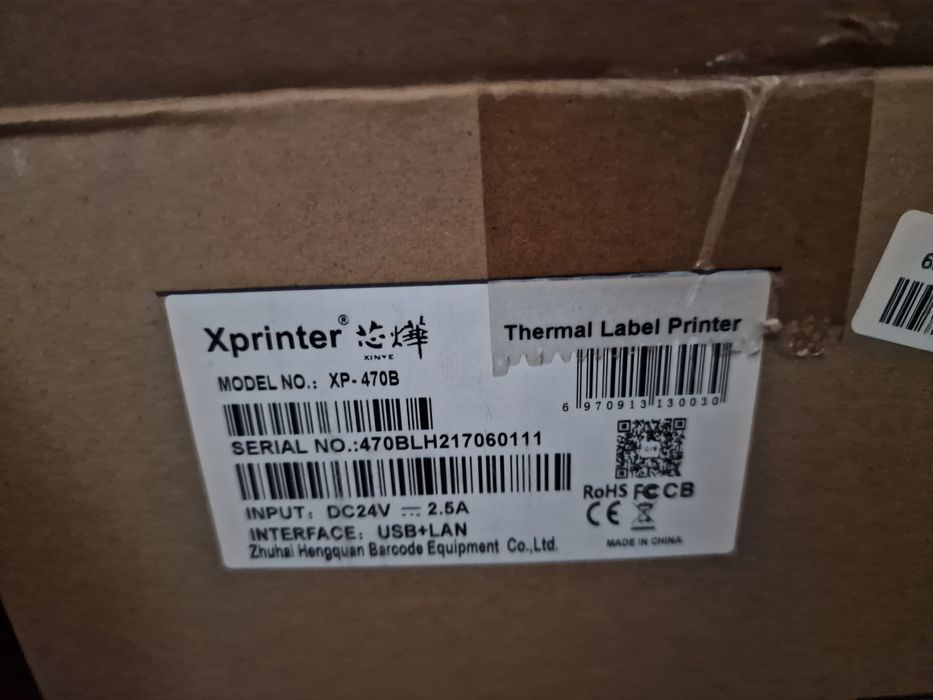 Xprinter® 芯烨
XINYE
Thermal Label Printer
MODEL NO.: XP-470B
6 970913 130030
SERIAL NO.:470BLH217060111
INPUT: DC24V ⎓ 2.5A
INTERFACE: USB+LAN
Zhuhai Hengquan Barcode Equipment Co.,Ltd.
RoHS FC CB
CE
MADE IN CHINA
6